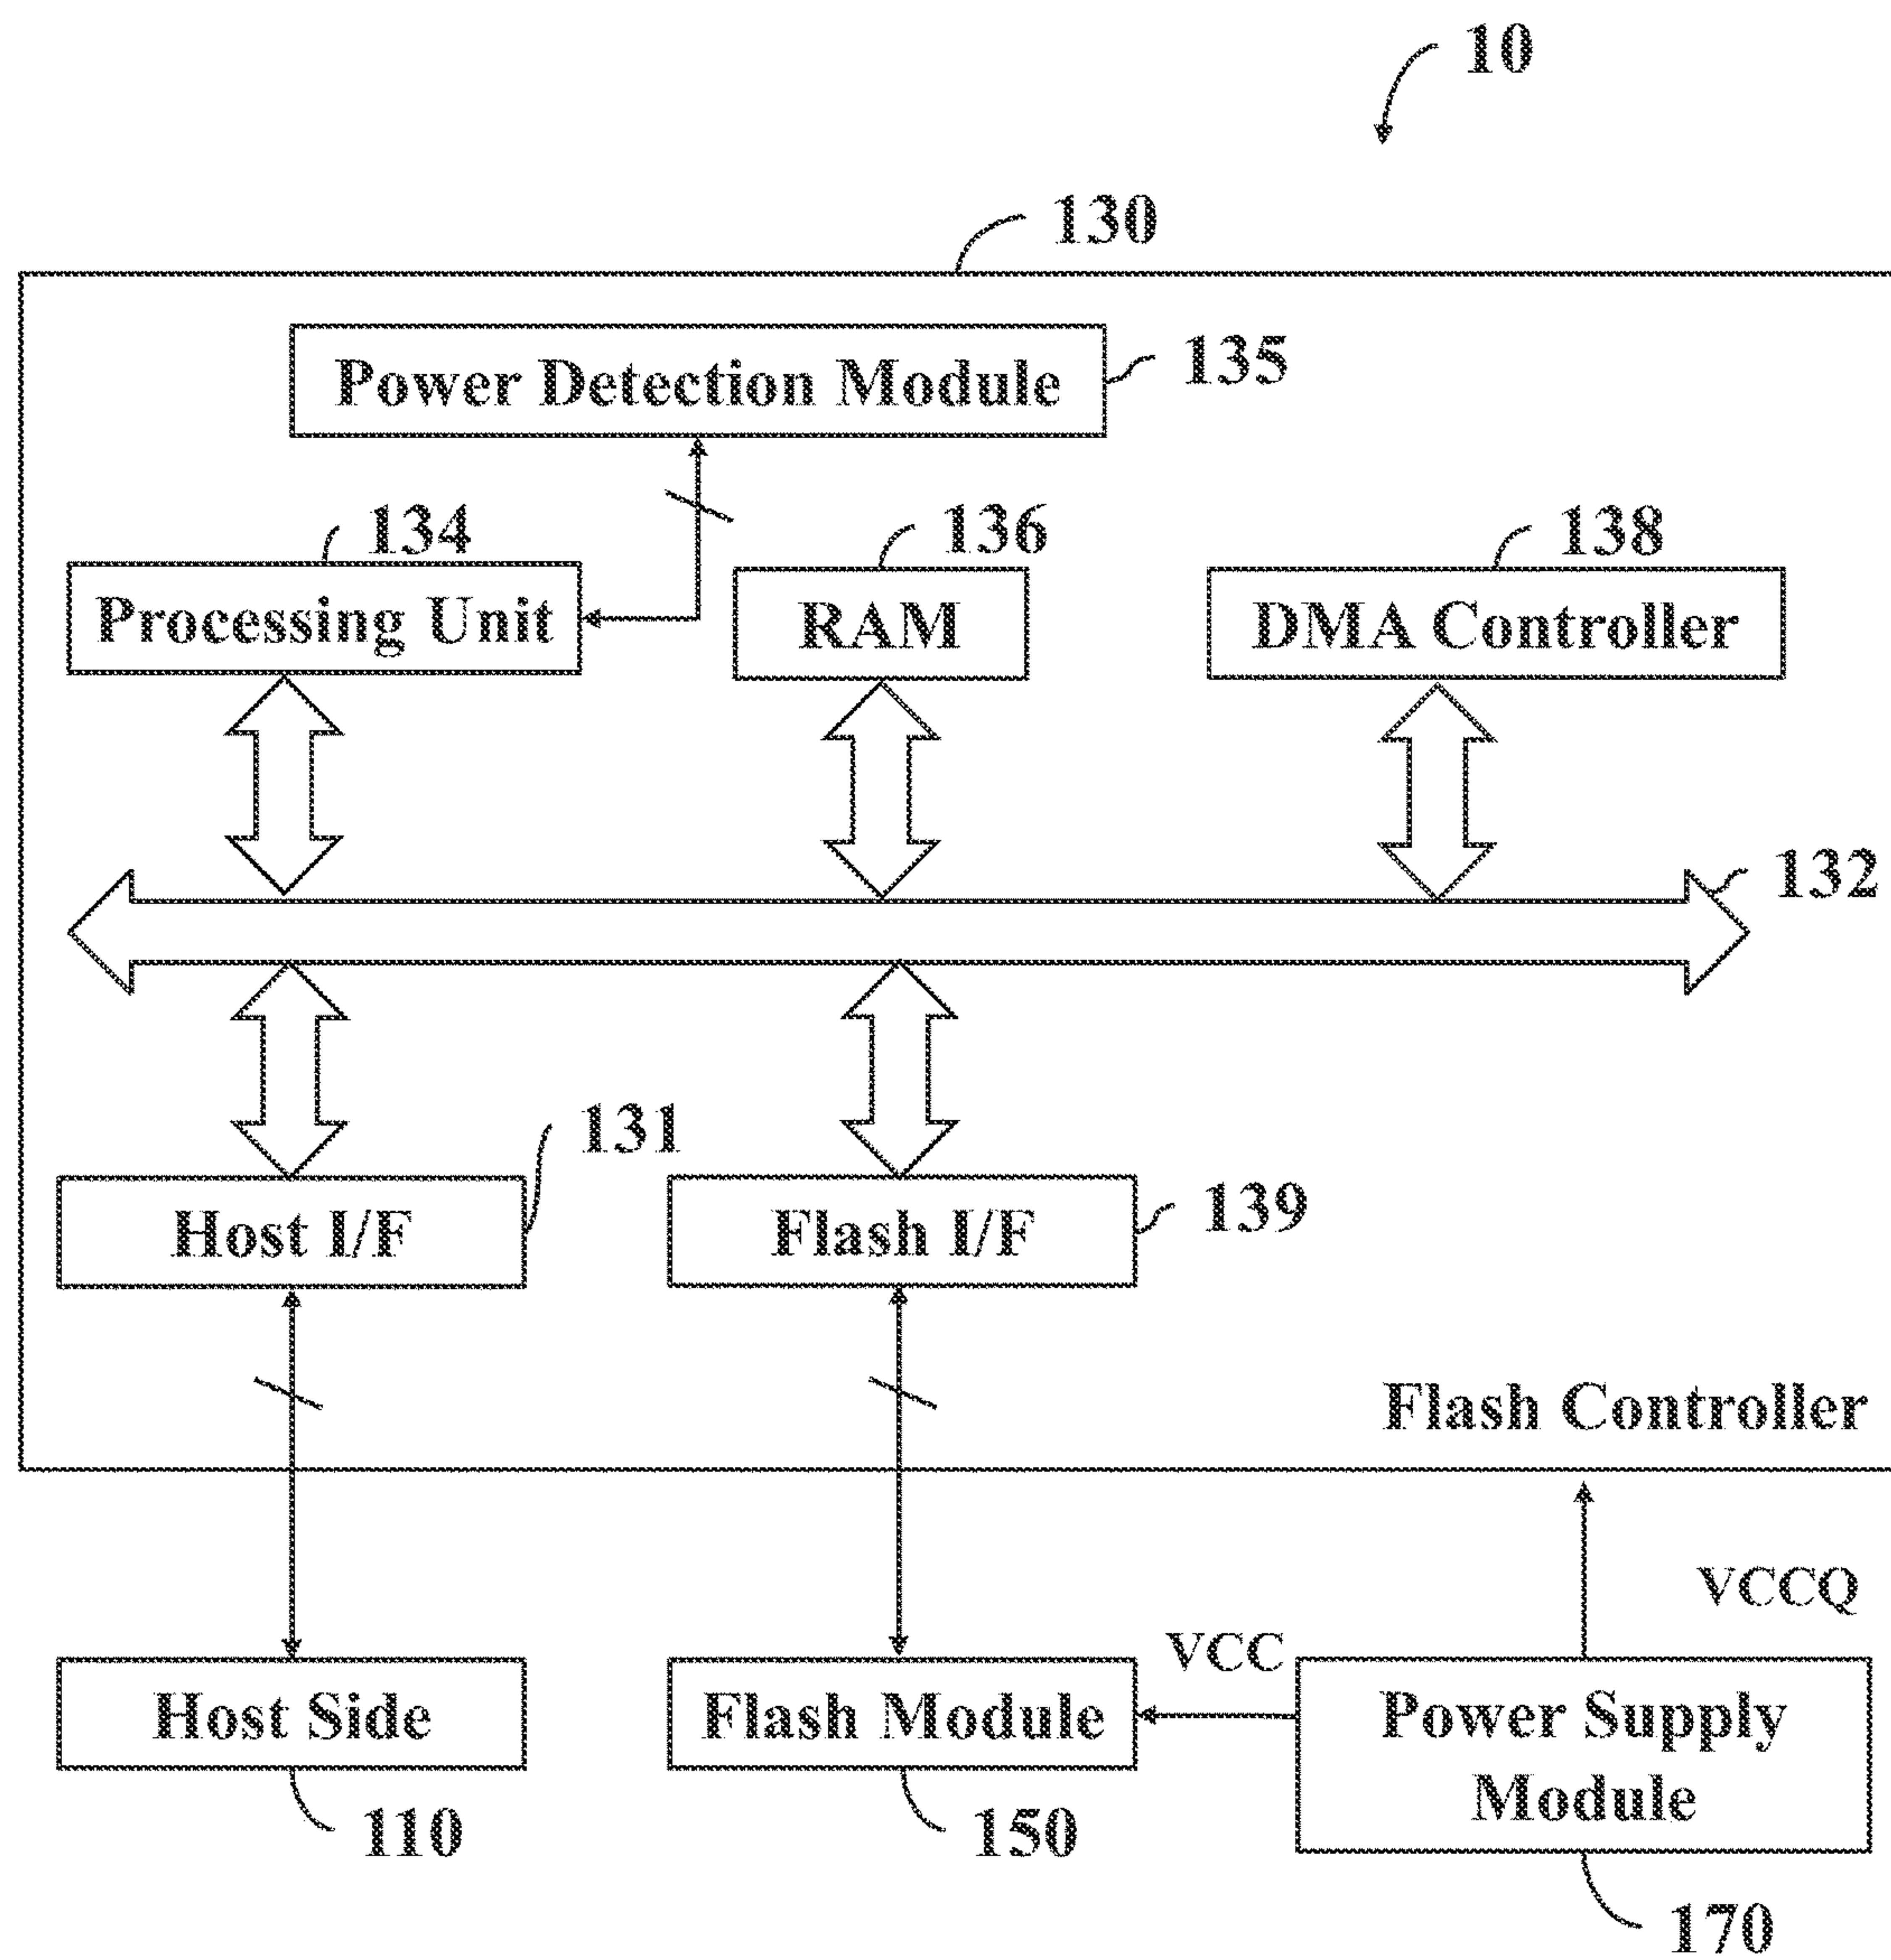 10
130
Power Detection Module
135
134
136
138
Processing Unit
RAM
DMA Controller
132
131
Host I/F
Flash I/F
139
Flash Controller
VCCQ
VCC
Host Side
Flash Module
Power Supply
Module
110
150
170